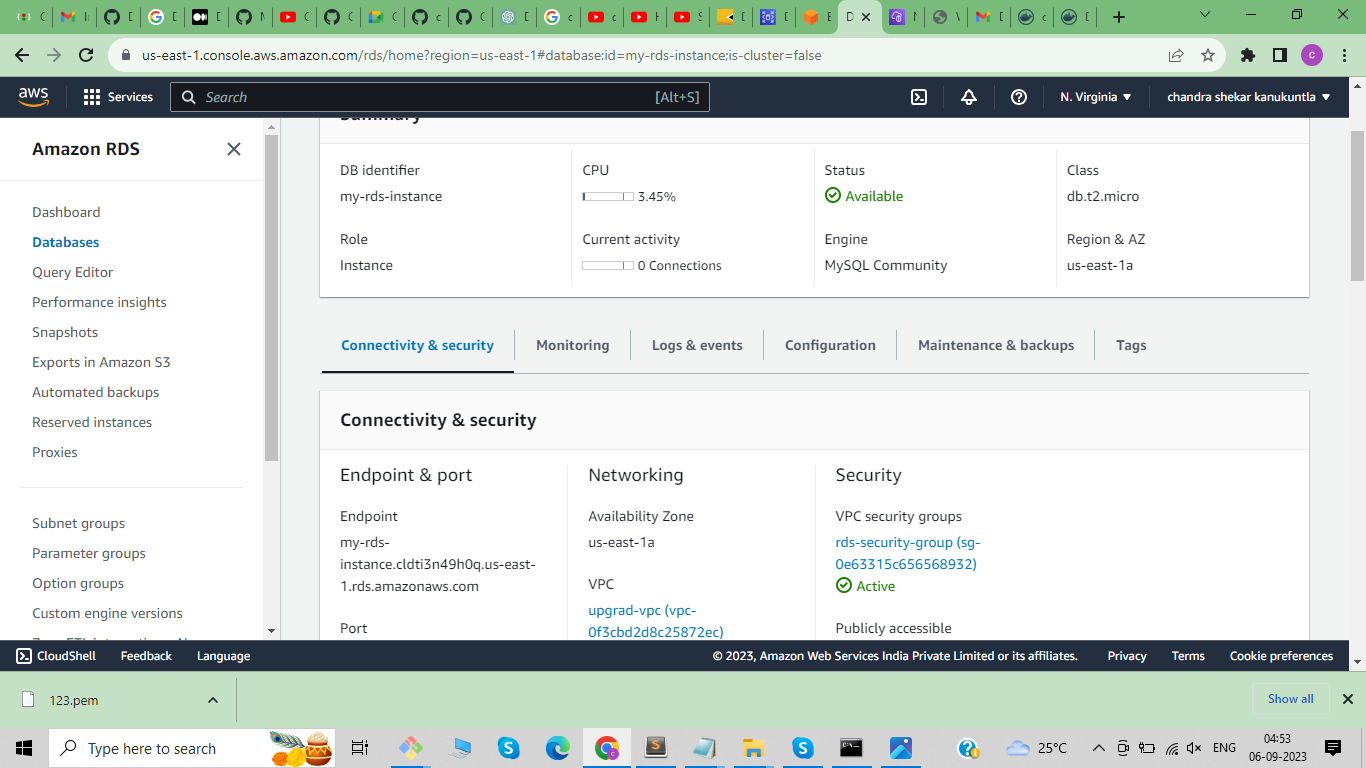 us-east-1.console.aws.amazon.com/rds/home?region=us-east-1#database:id=my-rds-instance;is-cluster=false
aws
Services
Search
[Alt+S]
N. Virginia
chandra shekar kanukuntla
Amazon RDS
Dashboard
Databases
Query Editor
Performance insights
Snapshots
Exports in Amazon S3
Automated backups
Reserved instances
Proxies
Subnet groups
Parameter groups
Option groups
Custom engine versions
Summary
DB identifier
my-rds-instance
CPU
3.45%
Status
Available
Class
db.t2.micro
Role
Instance
Current activity
0 Connections
Engine
MySQL Community
Region & AZ
us-east-1a
Connectivity & security
Monitoring
Logs & events
Configuration
Maintenance & backups
Tags
Connectivity & security
Endpoint & port
Endpoint
my-rds-
instance.cldti3n49h0q.us-east-
1.rds.amazonaws.com
Port
Networking
Availability Zone
us-east-1a
VPC
upgrad-vpc (vpc-
0f3cbd2d8c25872ec)
Security
VPC security groups
rds-security-group (sg-
0e63315c656568932)
Active
Publicly accessible
CloudShell
Feedback
Language
© 2023, Amazon Web Services India Private Limited or its affiliates.
Privacy
Terms
Cookie preferences
123.pem
Show all
Type here to search
25°C
ENG
04:53
06-09-2023